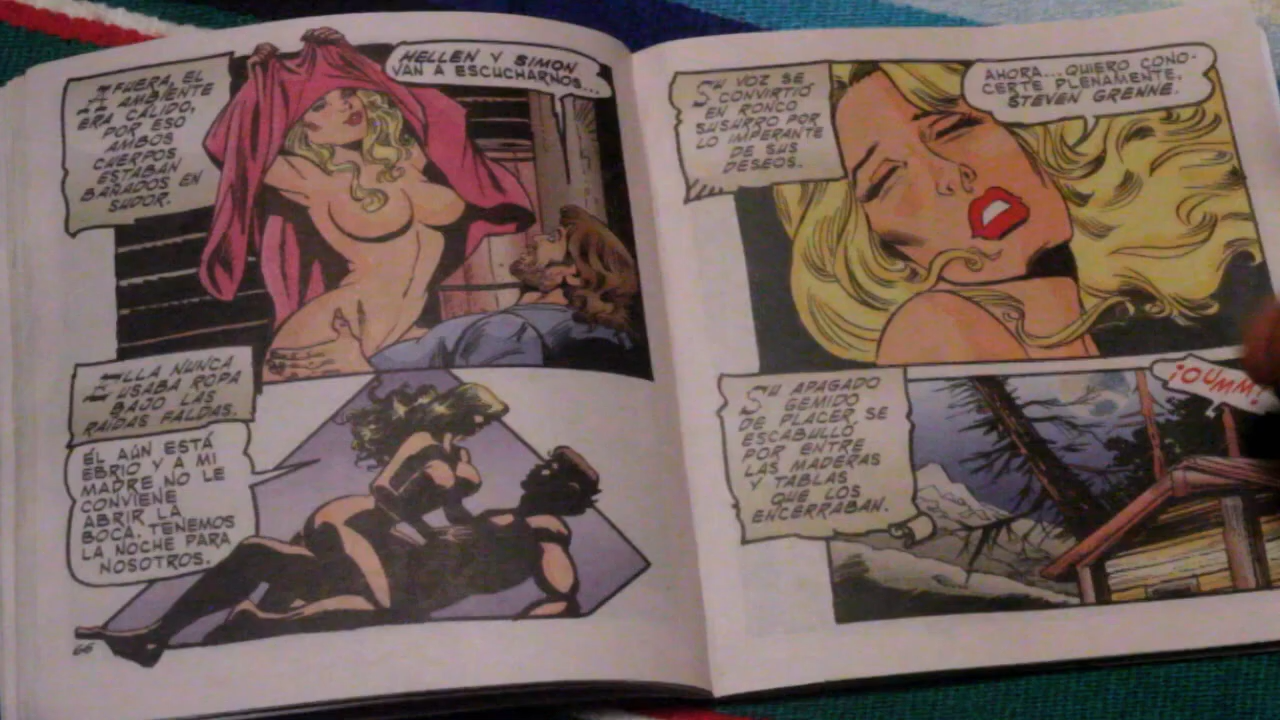 AFUERA, EL
AMBIENTE
ERA CÁLIDO,
POR ESO
AMBOS
CUERPOS
ESTABAN
BAÑADOS EN
SUDOR.
HELLEN Y SIMON
VAN A ESCUCHARNOS...
ELLA NUNCA
USABA ROPA
BAJO LAS
RAÍDAS FALDAS.
ÉL AÚN ESTÁ
EBRIO Y A MI
MADRE NO LE
CONVIENE
ABRIR LA
BOCA. TENEMOS
LA NOCHE PARA
NOSOTROS.
66
SU VOZ SE
CONVIRTIÓ
EN RONCO
SUSURRO POR
LO IMPERANTE
DE SUS
DESEOS.
AHORA... QUIERO CONO-
CERTE PLENAMENTE,
STEVEN GRENNE.
SU APAGADO
GEMIDO
DE PLACER, SE
ESCABULLÓ
POR ENTRE
LAS MADERAS
Y TABLAS
QUE LOS
ENCERRABAN.
¡OUMM!